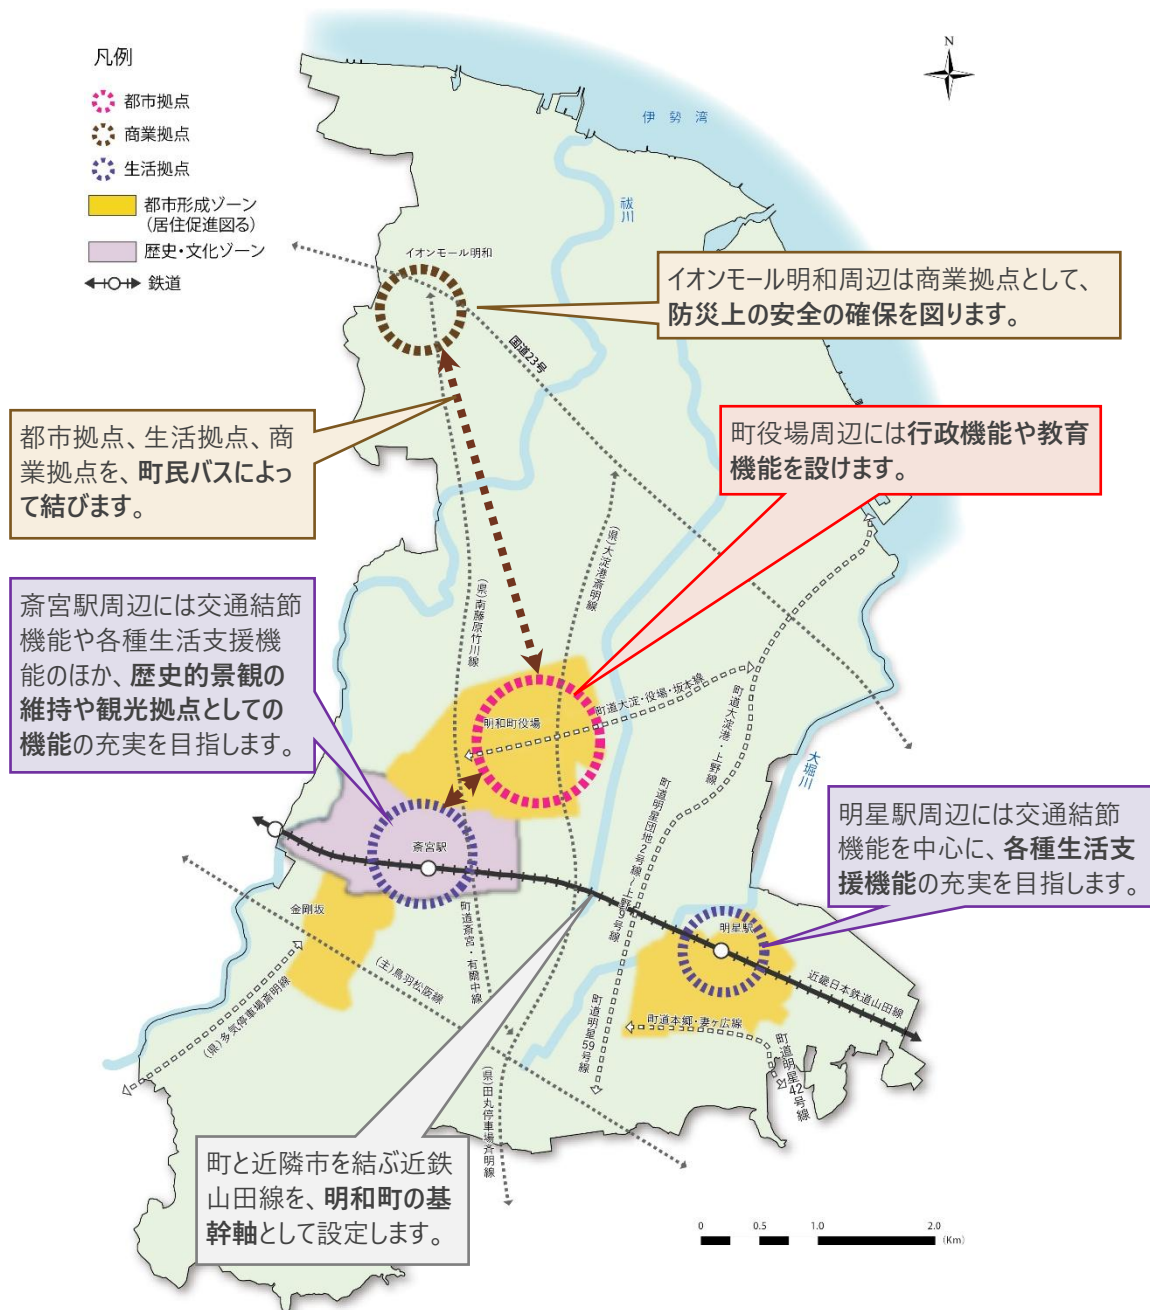 凡例
都市拠点
商業拠点
生活拠点
都市形成ゾーン
(居住促進図る)
歴史・文化ゾーン
鉄道
N
伊勢湾
祓川
イオンモール明和
国道23号
イオンモール明和周辺は商業拠点として、
防災上の安全の確保を図ります。
都市拠点、生活拠点、商
業拠点を、町民バスによっ
て結びます。
町役場周辺には行政機能や教育
機能を設けます。
(県)大淀港斎明線
(県)南藤原竹川線
斎宮駅周辺には交通結節
機能や各種生活支援機
能のほか、歴史的景観の
維持や観光拠点としての
機能の充実を目指します。
明和町役場
町道大淀・役場・坂本線
町道大淀港・上野線
大堀川
町道明星団地2号線~上野9号線
明星駅周辺には交通結節
機能を中心に、各種生活支
援機能の充実を目指します。
斎宮駅
金剛坂
町道斎宮・有爾中線
明星駅
(主)鳥羽松阪線
近畿日本鉄道山田線
(県)多気停車場斎明線
町道明星59号線
町道本郷・妻ヶ広線
町道明星42号線
(県)田丸停車場斎明線
町と近隣市を結ぶ近鉄
山田線を、明和町の基
幹軸として設定します。
0 0.5 1.0 2.0
(Km)